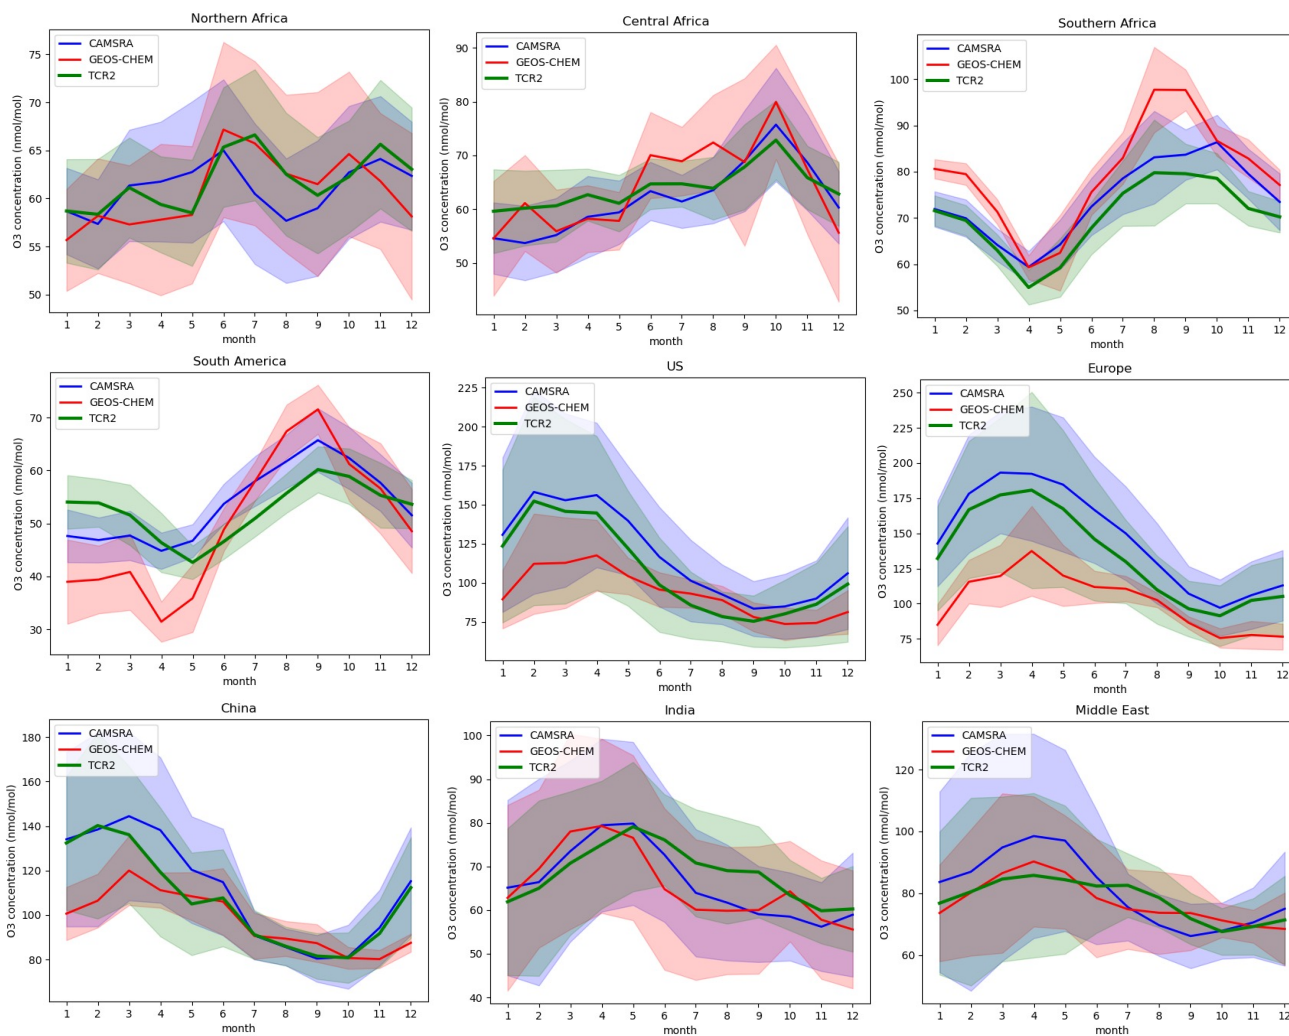 Northern Africa
O3 concentration (nmol/mol)
75
70
65
60
55
50
CAMSRA
GEOS-CHEM
TCR2
1 2 3 4 5 6 7 8 9 10 11 12
month
Central Africa
O3 concentration (nmol/mol)
90
80
70
60
50
CAMSRA
GEOS-CHEM
TCR2
1 2 3 4 5 6 7 8 9 10 11 12
month
Southern Africa
O3 concentration (nmol/mol)
100
90
80
70
60
50
CAMSRA
GEOS-CHEM
TCR2
1 2 3 4 5 6 7 8 9 10 11 12
month
South America
O3 concentration (nmol/mol)
70
60
50
40
30
CAMSRA
GEOS-CHEM
TCR2
1 2 3 4 5 6 7 8 9 10 11 12
month
US
O3 concentration (nmol/mol)
225
200
175
150
125
100
75
CAMSRA
GEOS-CHEM
TCR2
1 2 3 4 5 6 7 8 9 10 11 12
month
Europe
O3 concentration (nmol/mol)
250
225
200
175
150
125
100
75
CAMSRA
GEOS-CHEM
TCR2
1 2 3 4 5 6 7 8 9 10 11 12
month
China
O3 concentration (nmol/mol)
180
160
140
120
100
80
CAMSRA
GEOS-CHEM
TCR2
1 2 3 4 5 6 7 8 9 10 11 12
month
India
O3 concentration (nmol/mol)
100
90
80
70
60
50
40
CAMSRA
GEOS-CHEM
TCR2
1 2 3 4 5 6 7 8 9 10 11 12
month
Middle East
O3 concentration (nmol/mol)
120
100
80
60
CAMSRA
GEOS-CHEM
TCR2
1 2 3 4 5 6 7 8 9 10 11 12
month